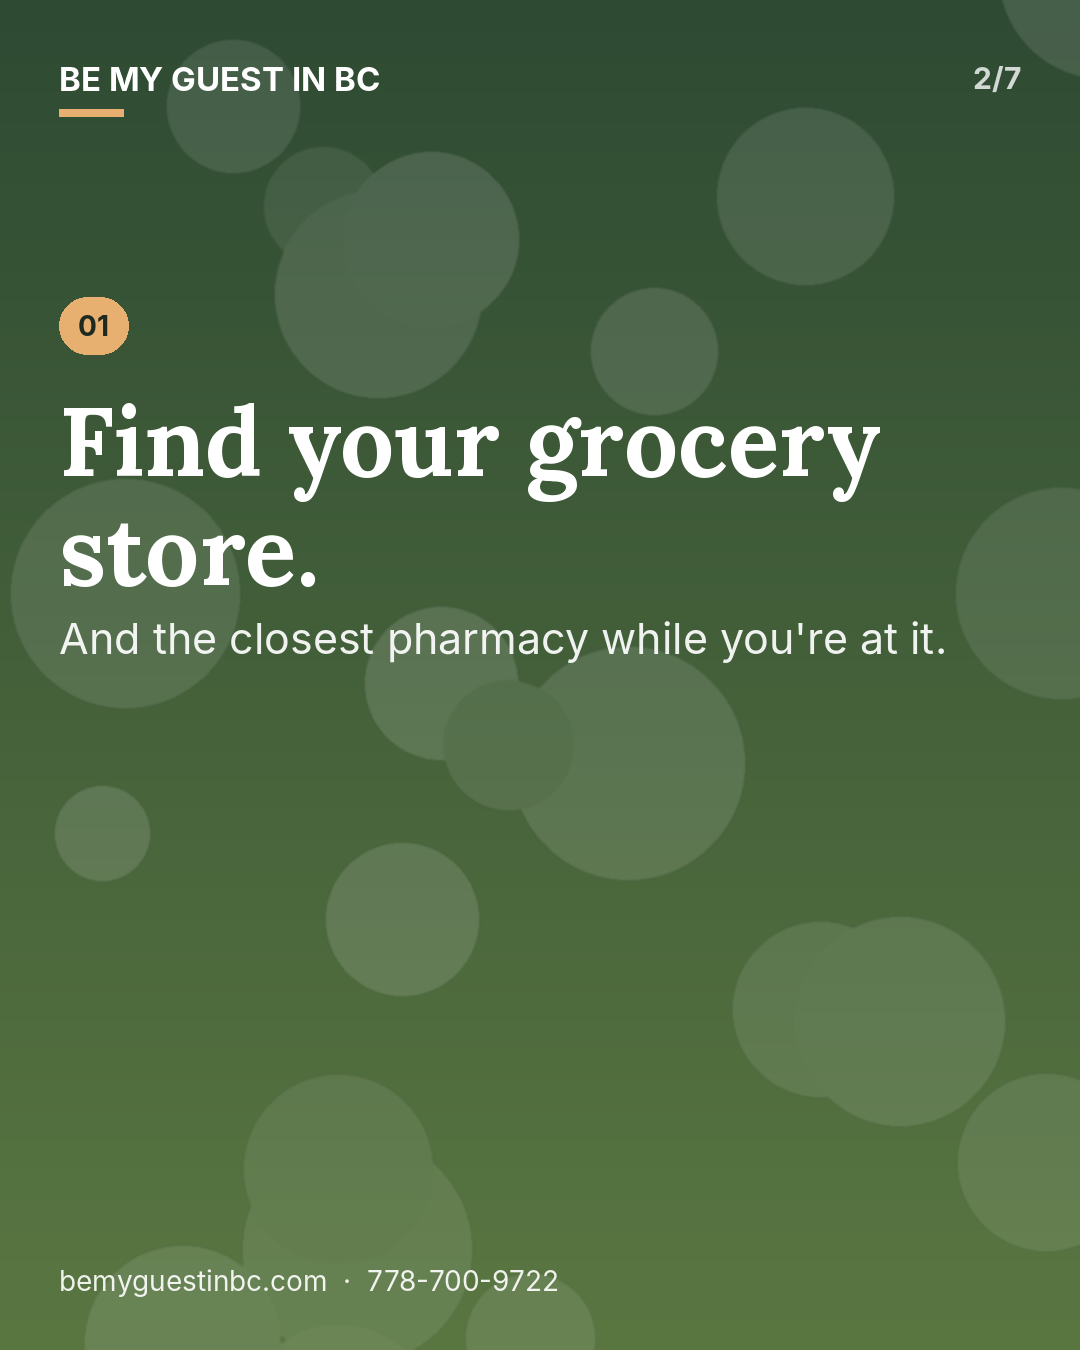 BE MY GUEST IN BC
2/7
01
Find your grocery
store.
And the closest pharmacy while you're at it.
bemyguestinbc.com · 778-700-9722